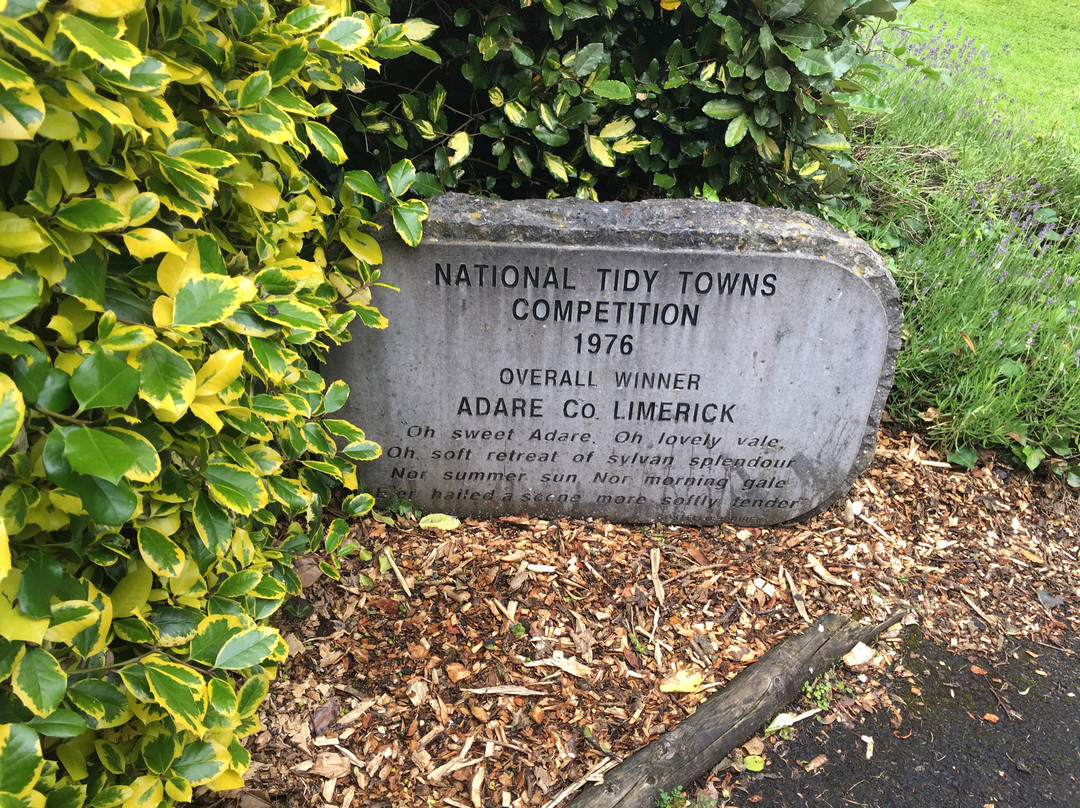 NATIONAL TIDY TOWNS
COMPETITION
1976
OVERALL WINNER
ADARE Co. LIMERICK
Oh sweet Adare. Oh lovely vale.
Oh, soft retreat of sylvan splendour
Nor summer sun, Nor morning gale
E'er hailed a scene more softly tender